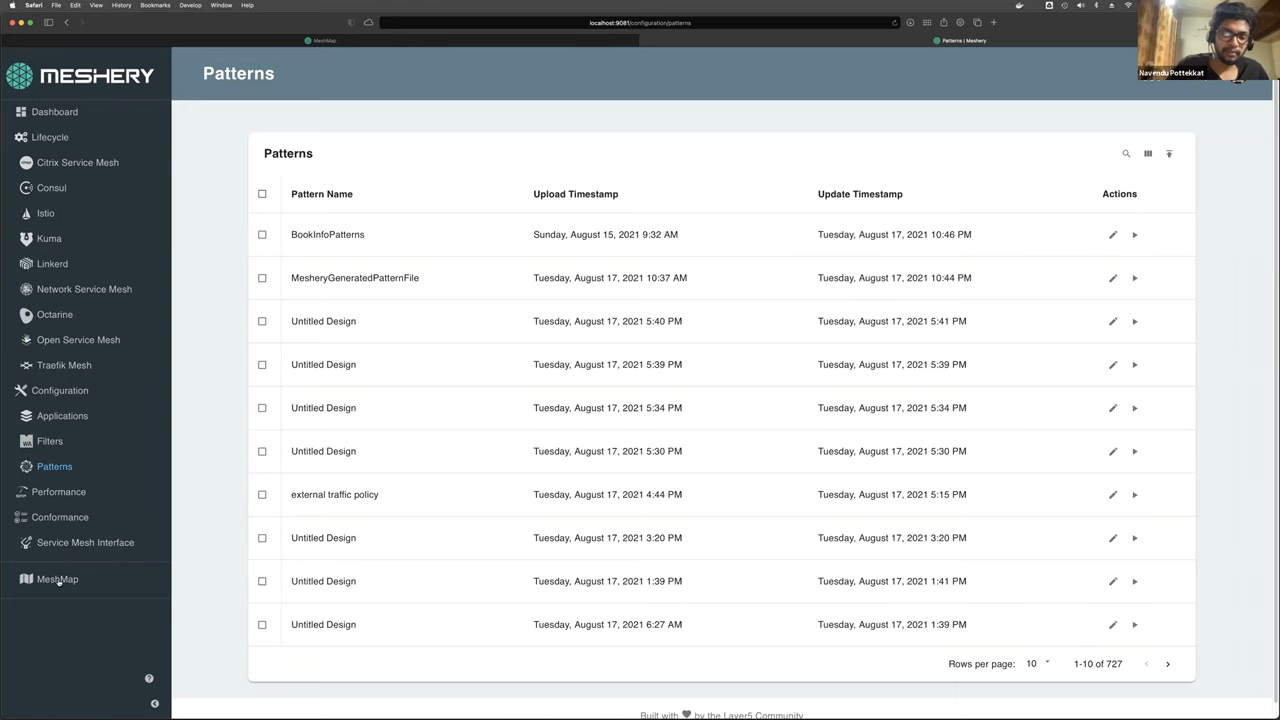 Safari File Edit View History Bookmarks Develop Window Help
localhost:9081/configuration/patterns
MeshMap
Patterns | Meshery
Navendu Pottekkat
MESHERY
Patterns
Dashboard
Lifecycle
Citrix Service Mesh
Consul
Istio
Kuma
Linkerd
Network Service Mesh
Octarine
Open Service Mesh
Traefik Mesh
Configuration
Applications
Filters
Patterns
Performance
Conformance
Service Mesh Interface
MeshMap
Patterns
Pattern Name Upload Timestamp Update Timestamp Actions
BookInfoPatterns Sunday, August 15, 2021 9:32 AM Tuesday, August 17, 2021 10:46 PM
MesheryGeneratedPatternFile Tuesday, August 17, 2021 10:37 AM Tuesday, August 17, 2021 10:44 PM
Untitled Design Tuesday, August 17, 2021 5:40 PM Tuesday, August 17, 2021 5:41 PM
Untitled Design Tuesday, August 17, 2021 5:39 PM Tuesday, August 17, 2021 5:39 PM
Untitled Design Tuesday, August 17, 2021 5:34 PM Tuesday, August 17, 2021 5:34 PM
Untitled Design Tuesday, August 17, 2021 5:30 PM Tuesday, August 17, 2021 5:30 PM
external traffic policy Tuesday, August 17, 2021 4:44 PM Tuesday, August 17, 2021 5:15 PM
Untitled Design Tuesday, August 17, 2021 3:20 PM Tuesday, August 17, 2021 3:20 PM
Untitled Design Tuesday, August 17, 2021 1:39 PM Tuesday, August 17, 2021 1:41 PM
Untitled Design Tuesday, August 17, 2021 6:27 AM Tuesday, August 17, 2021 1:39 PM
Rows per page: 10 1-10 of 727
Built with by the Layer5 Community